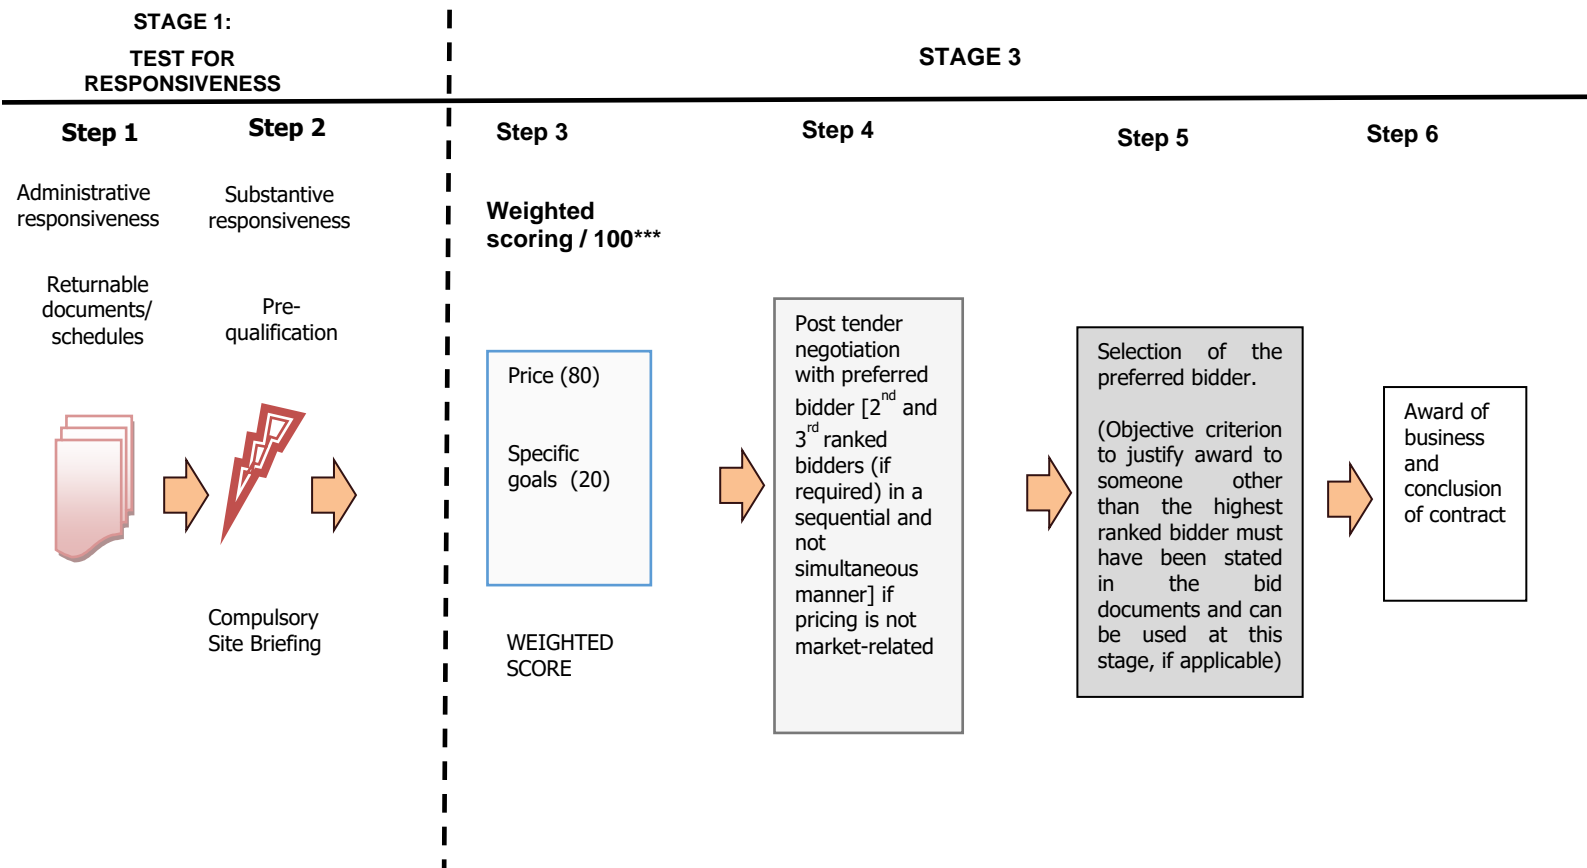 STAGE 1:
TEST FOR
RESPONSIVENESS
STAGE 3
Step 1
Step 2
Step 3
Step 4
Step 5
Step 6
Administrative
responsiveness
Substantive
responsiveness
Weighted
scoring / 100***
Returnable
documents/
schedules
Pre-
qualification
Price (80)
Specific
goals (20)
Post tender
negotiation
with preferred
bidder [2nd and
3rd ranked
bidders (if
required) in a
sequential and
not
simultaneous
manner] if
pricing is not
market-related
Selection of the
preferred bidder.
(Objective criterion
to justify award to
someone other
than the highest
ranked bidder must
have been stated
in the bid
documents and can
be used at this
stage, if applicable)
Award of
business
and
conclusion
of contract
Compulsory
Site Briefing
WEIGHTED
SCORE